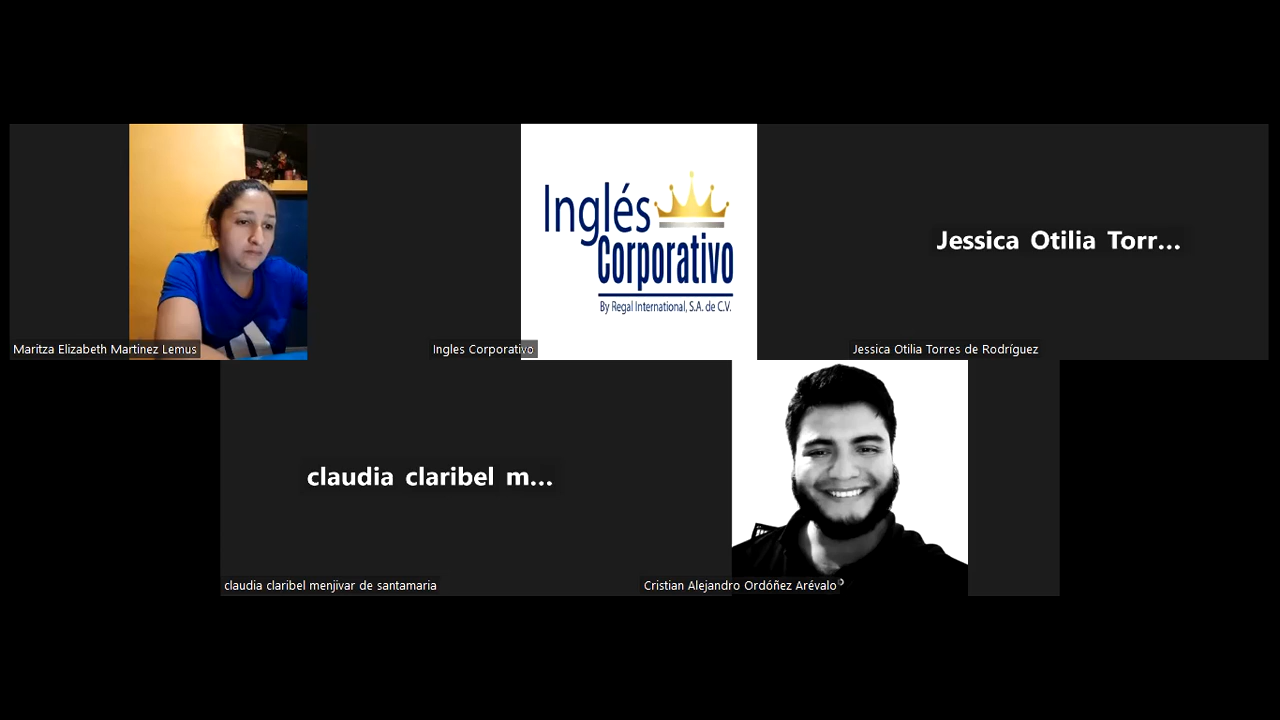 Inglés
Corporativo
By Regal International, S.A. de C.V.
Jessica Otilia Torr...
Maritza Elizabeth Martinez Lemus
Ingles Corporativo
Jessica Otilia Torres de Rodríguez
claudia claribel m...
claudia claribel menjivar de santamaria
Cristian Alejandro Ordóñez Arévalo